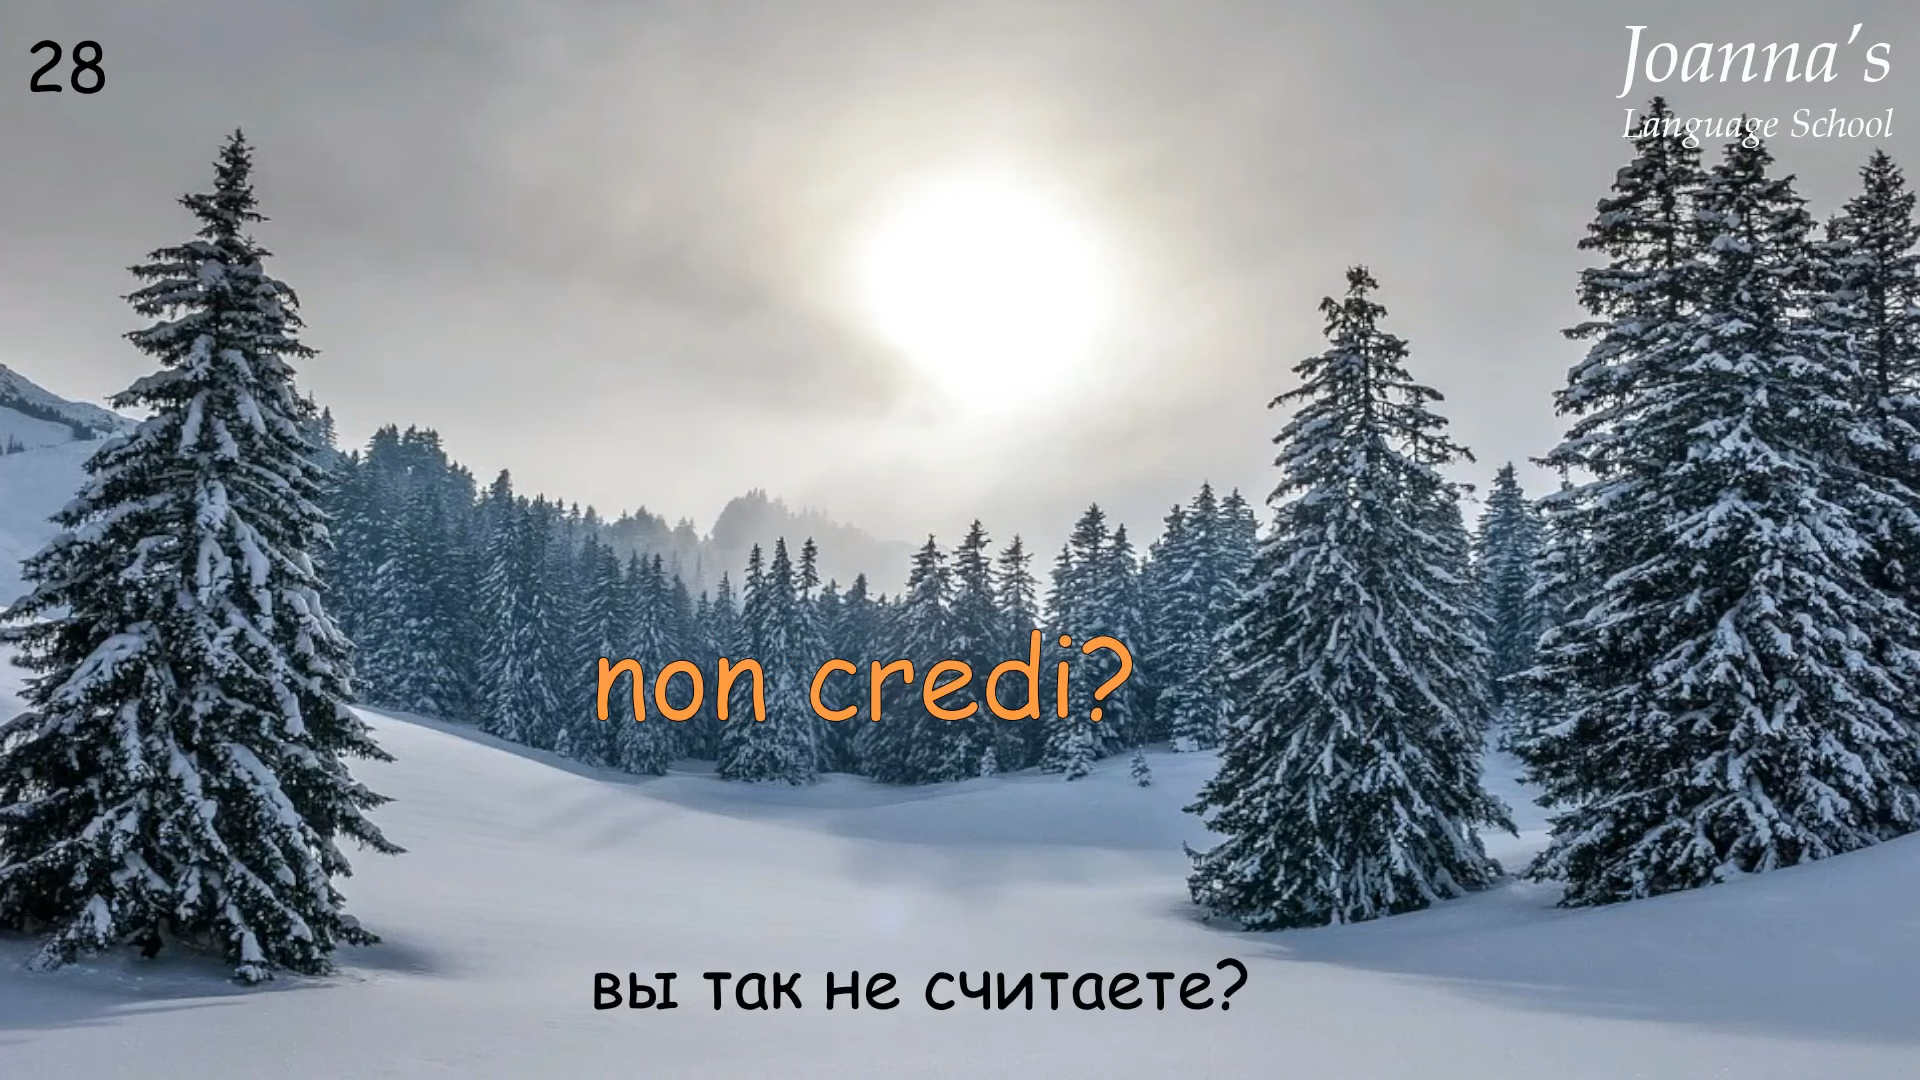 28
Joanna's
Language School
non credi?
вы так не считаете?